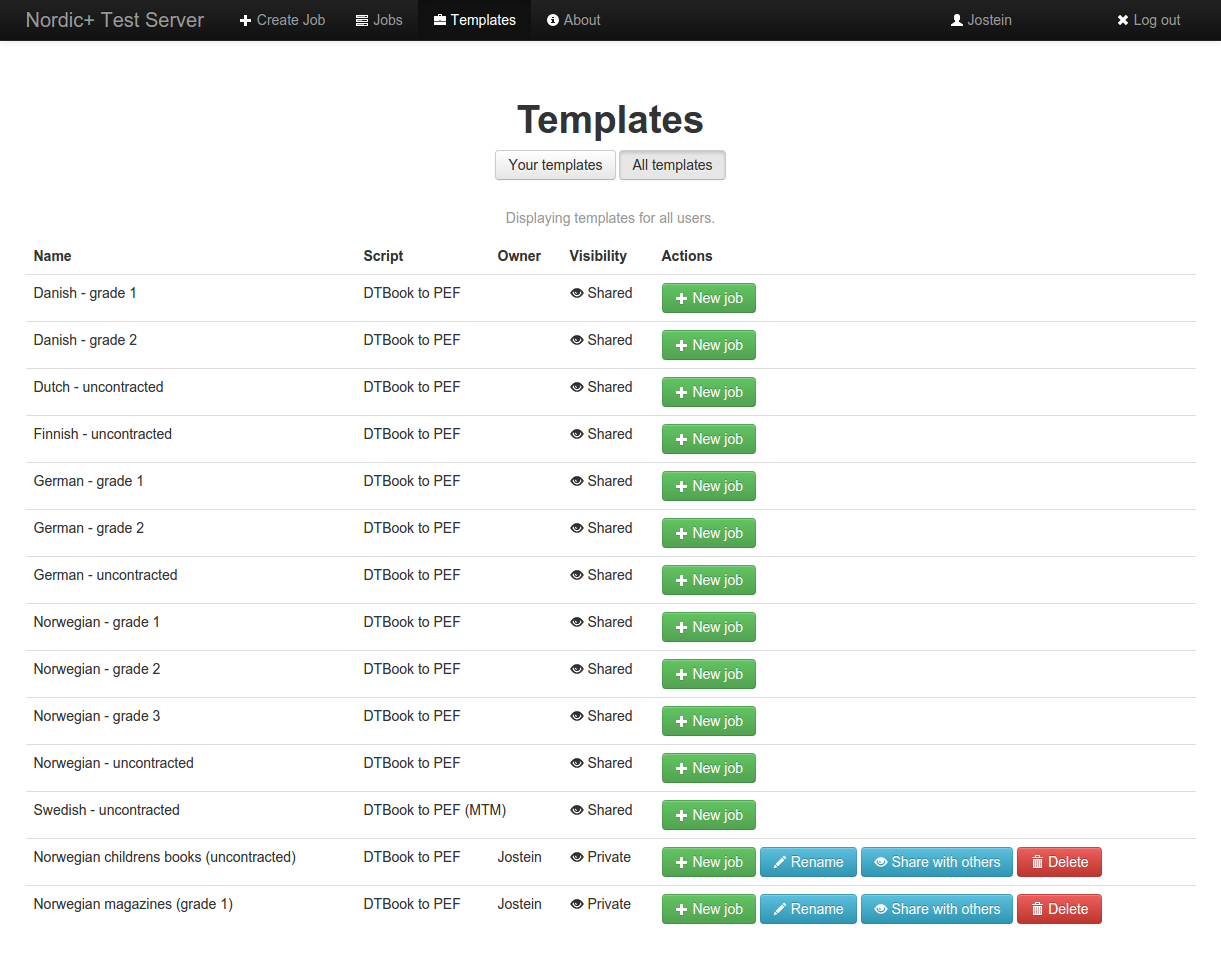 Nordic+ Test Server Create Job Jobs Templates About Jostein Log out
Templates
Your templates All templates
Displaying templates for all users.
Name Script Owner Visibility Actions
Danish - grade 1 DTBook to PEF Shared New job
Danish - grade 2 DTBook to PEF Shared New job
Dutch - uncontracted DTBook to PEF Shared New job
Finnish - uncontracted DTBook to PEF Shared New job
German - grade 1 DTBook to PEF Shared New job
German - grade 2 DTBook to PEF Shared New job
German - uncontracted DTBook to PEF Shared New job
Norwegian - grade 1 DTBook to PEF Shared New job
Norwegian - grade 2 DTBook to PEF Shared New job
Norwegian - grade 3 DTBook to PEF Shared New job
Norwegian - uncontracted DTBook to PEF Shared New job
Swedish - uncontracted DTBook to PEF (MTM) Shared New job
Norwegian childrens books (uncontracted) DTBook to PEF Jostein Private New job Rename Share with others Delete
Norwegian magazines (grade 1) DTBook to PEF Jostein Private New job Rename Share with others Delete